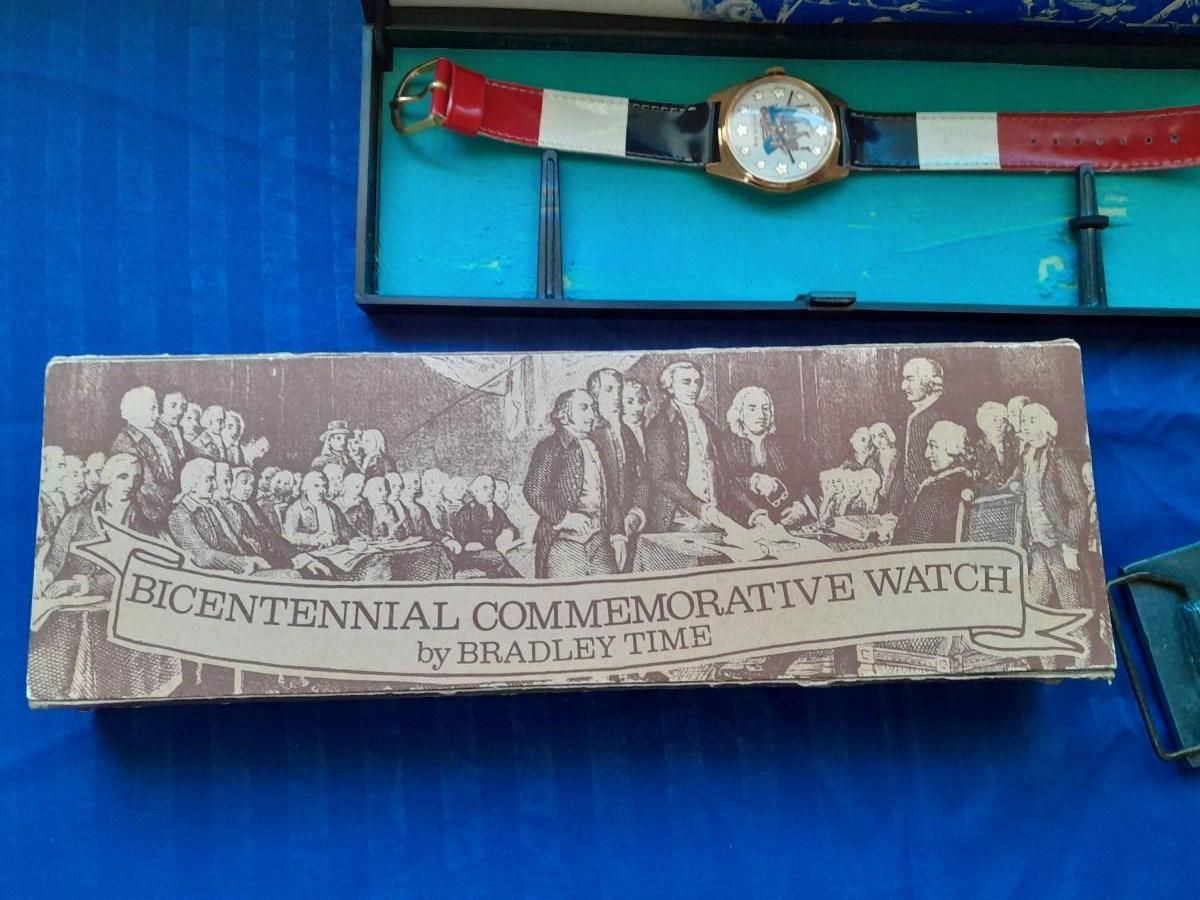 BICENTENNIAL COMMEMORATIVE WATCH
by BRADLEY TIME